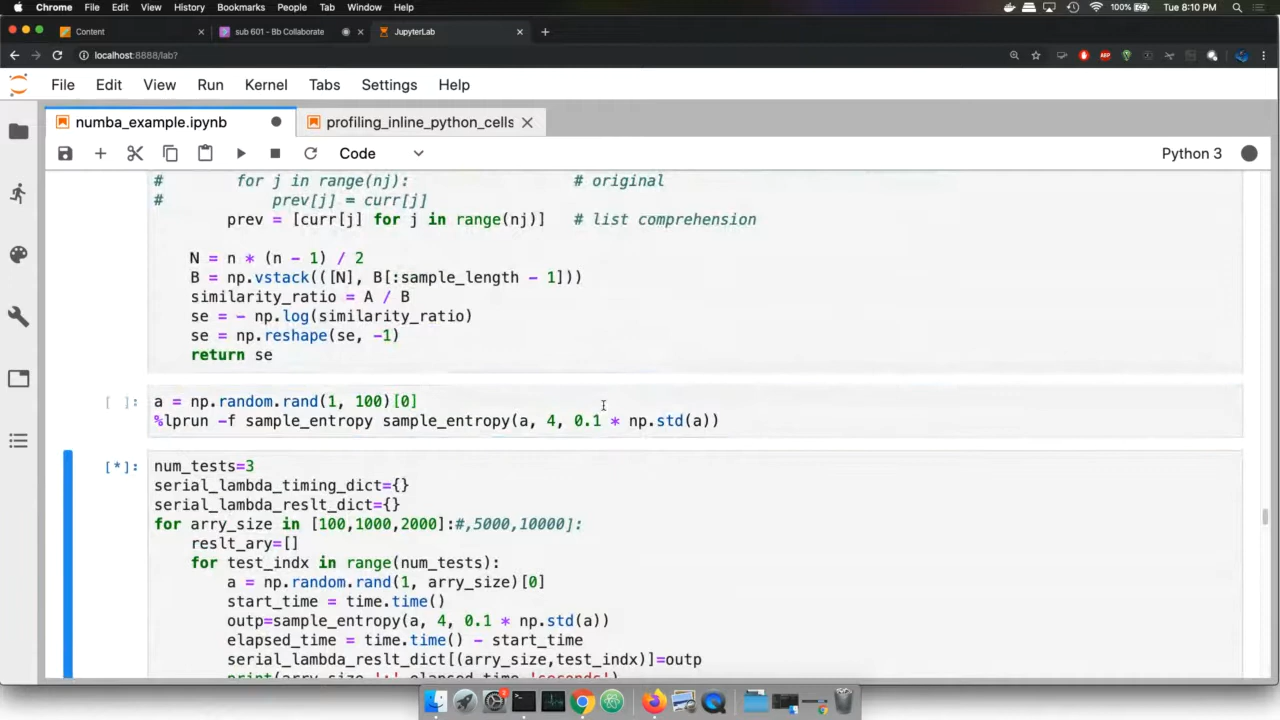 Chrome File Edit View History Bookmarks People Tab Window Help 100% Tue 8:10 PM
Content sub 601 - Bb Collaborate JupyterLab
localhost:8888/lab?
File Edit View Run Kernel Tabs Settings Help
numba_example.ipynb profiling_inline_python_cells
Code Python 3
# for j in range(nj): # original
# prev[j] = curr[j]
prev = [curr[j] for j in range(nj)] # list comprehension
N = n * (n - 1) / 2
B = np.vstack(([N], B[:sample_length - 1]))
similarity_ratio = A / B
se = - np.log(similarity_ratio)
se = np.reshape(se, -1)
return se
[ ]: a = np.random.rand(1, 100)[0]
%lprun -f sample_entropy sample_entropy(a, 4, 0.1 * np.std(a))
[*]: num_tests=3
serial_lambda_timing_dict={}
serial_lambda_reslt_dict={}
for arry_size in [100,1000,2000]:#,5000,10000]:
reslt_ary=[]
for test_indx in range(num_tests):
a = np.random.rand(1, arry_size)[0]
start_time = time.time()
outp=sample_entropy(a, 4, 0.1 * np.std(a))
elapsed_time = time.time() - start_time
serial_lambda_reslt_dict[(arry_size,test_indx)]=outp
print(arry_size,':',elapsed_time,'seconds')